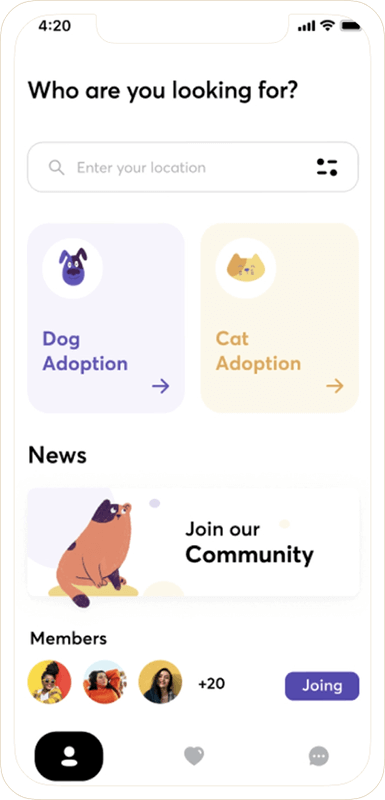 4:20
Who are you looking for?
Enter your location
Dog
Adoption
Cat
Adoption
News
Join our
Community
Members
+20
Joing